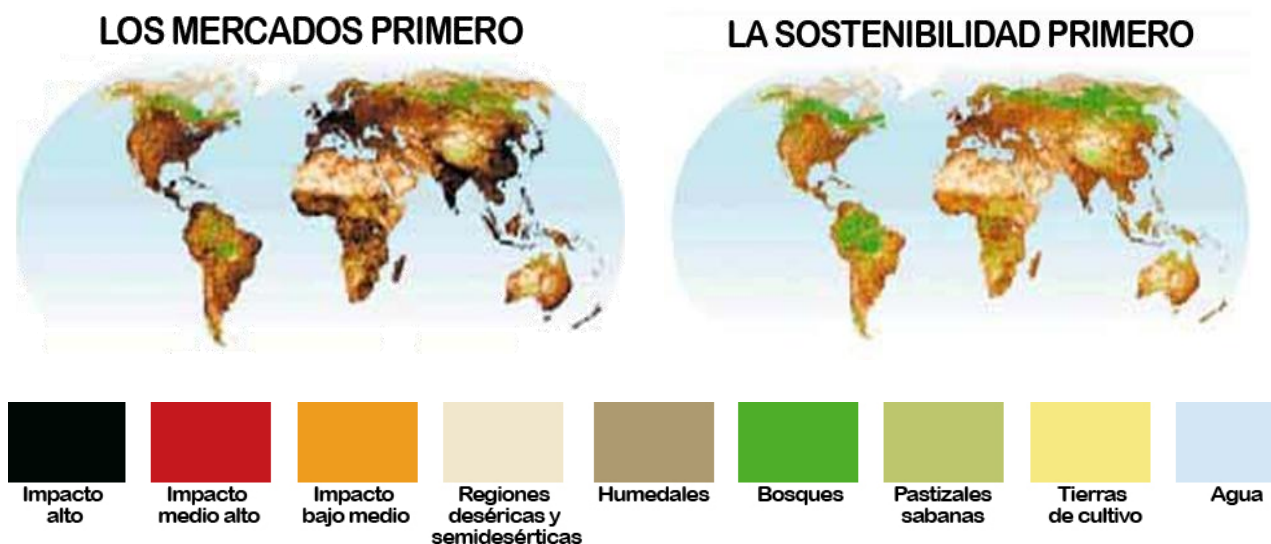 LOS MERCADOS PRIMERO
LA SOSTENIBILIDAD PRIMERO
Impacto
alto
Impacto
medio alto
Impacto
bajo medio
Regiones
deséricas y
semidesérticas
Humedales
Bosques
Pastizales
sabanas
Tierras
de cultivo
Agua